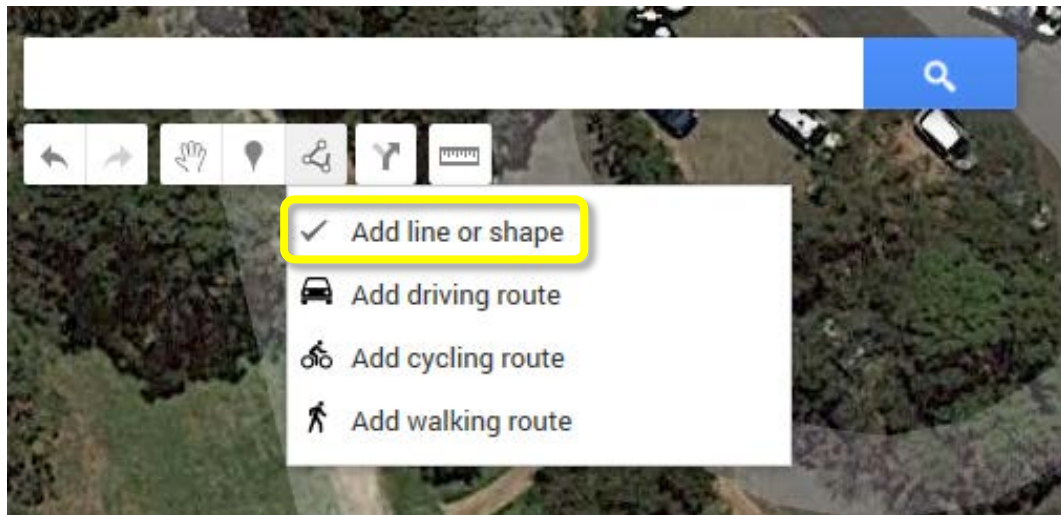 Add line or shape
Add driving route
Add cycling route
Add walking route